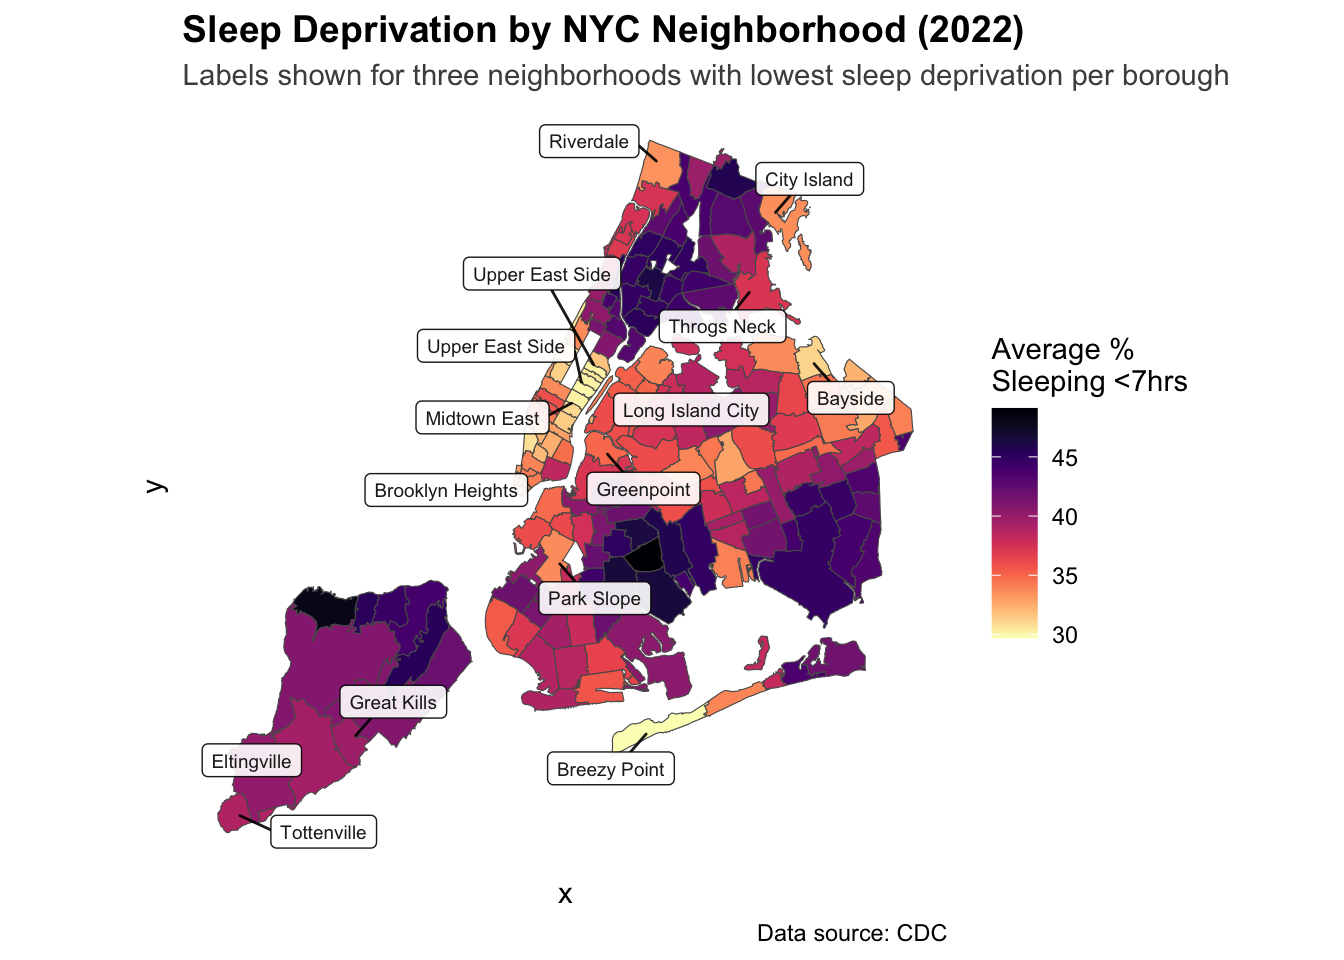 Sleep Deprivation by NYC Neighborhood (2022)
Labels shown for three neighborhoods with lowest sleep deprivation per borough
Riverdale
City Island
Upper East Side
Throgs Neck
Upper East Side
Bayside
Midtown East
Long Island City
Brooklyn Heights
Greenpoint
Park Slope
Great Kills
Eltingville
Breezy Point
Tottenville
Average %
Sleeping <7hrs
45
40
35
30
y
x
Data source: CDC